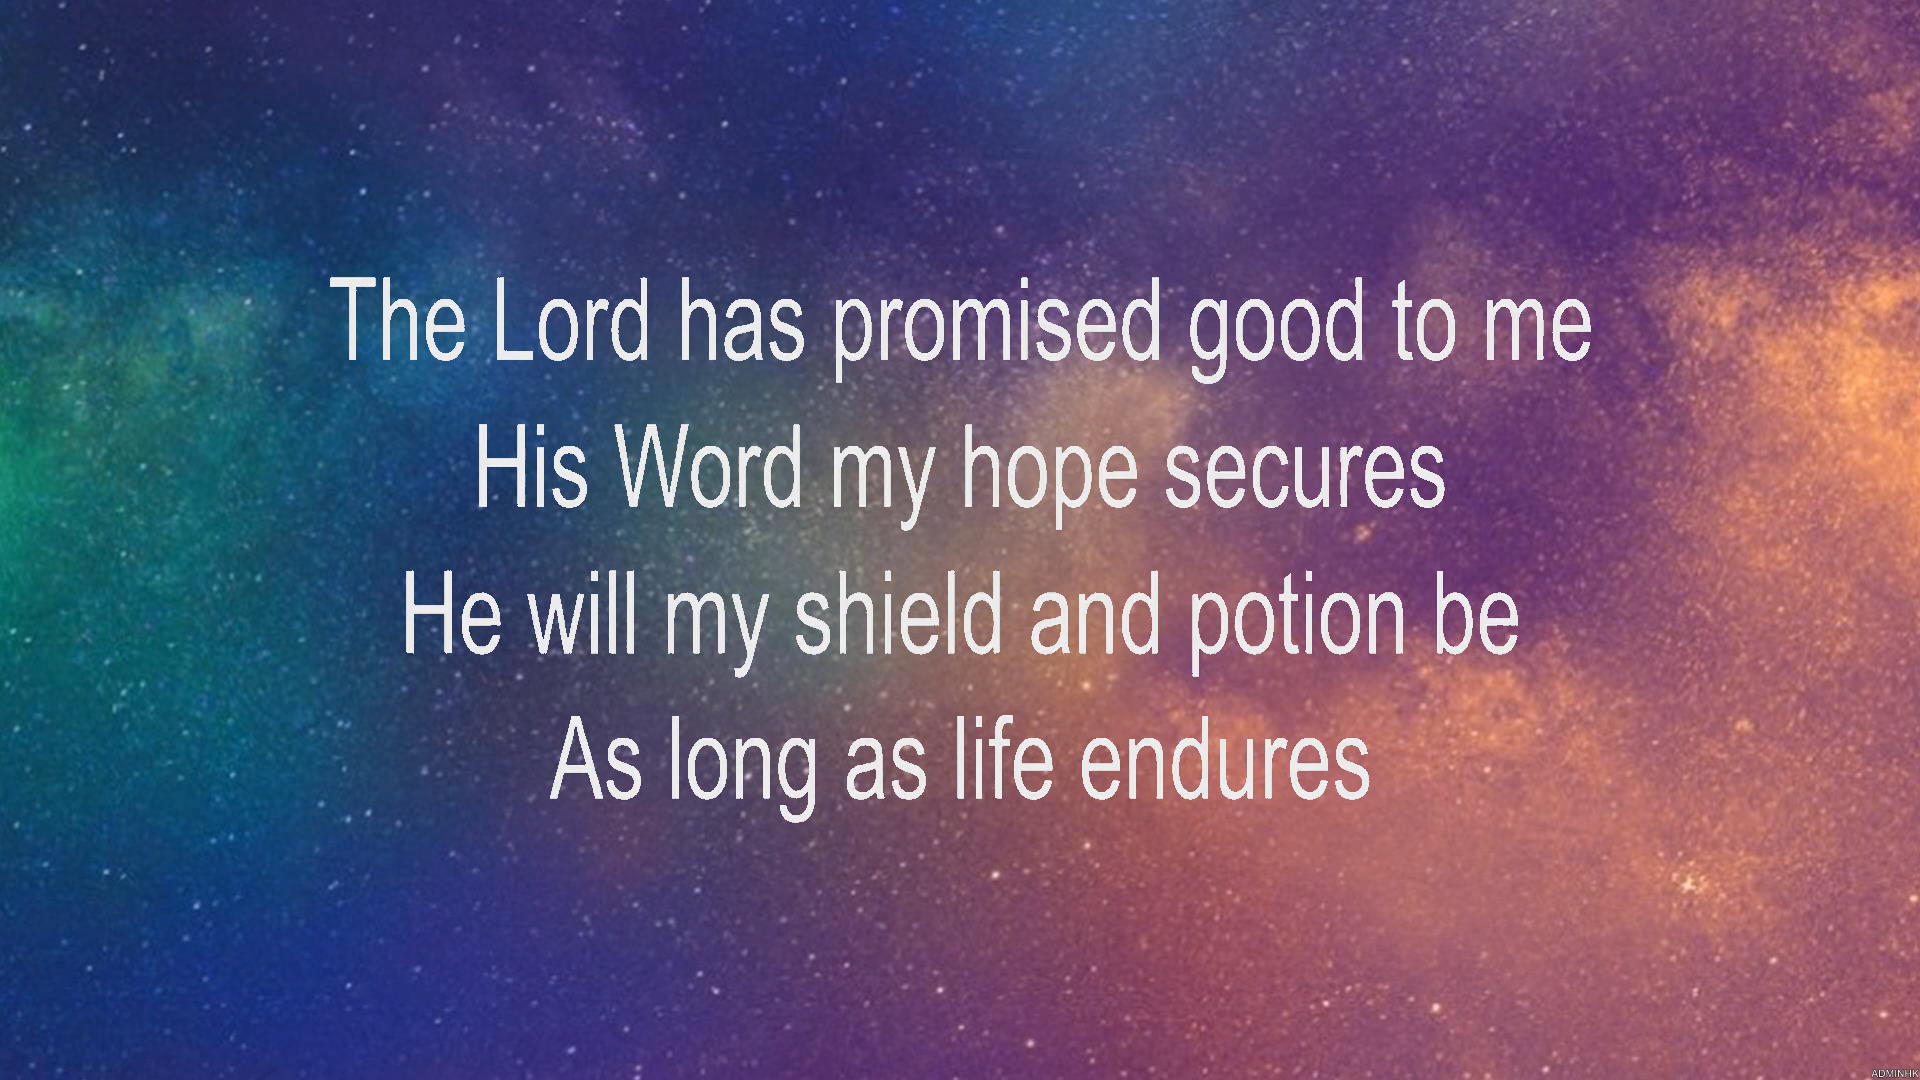 The Lord has promised good to me
His Word my hope secures
He will my shield and potion be
As long as life endures
ADMINHK